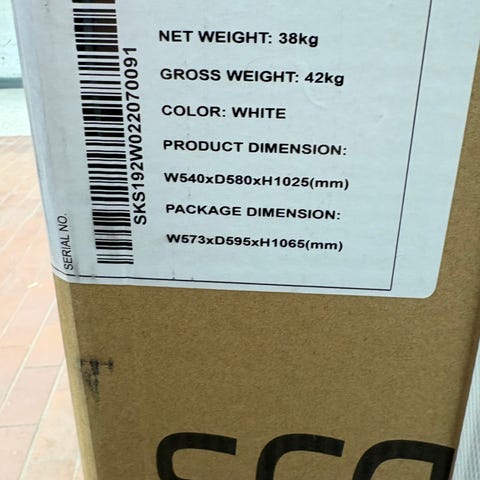 NET WEIGHT: 38kg
GROSS WEIGHT: 42kg
COLOR: WHITE
PRODUCT DIMENSION:
W540xD580xH1025(mm)
PACKAGE DIMENSION:
W573xD595xH1065(mm)
SERIAL NO.
SKS192W022070091